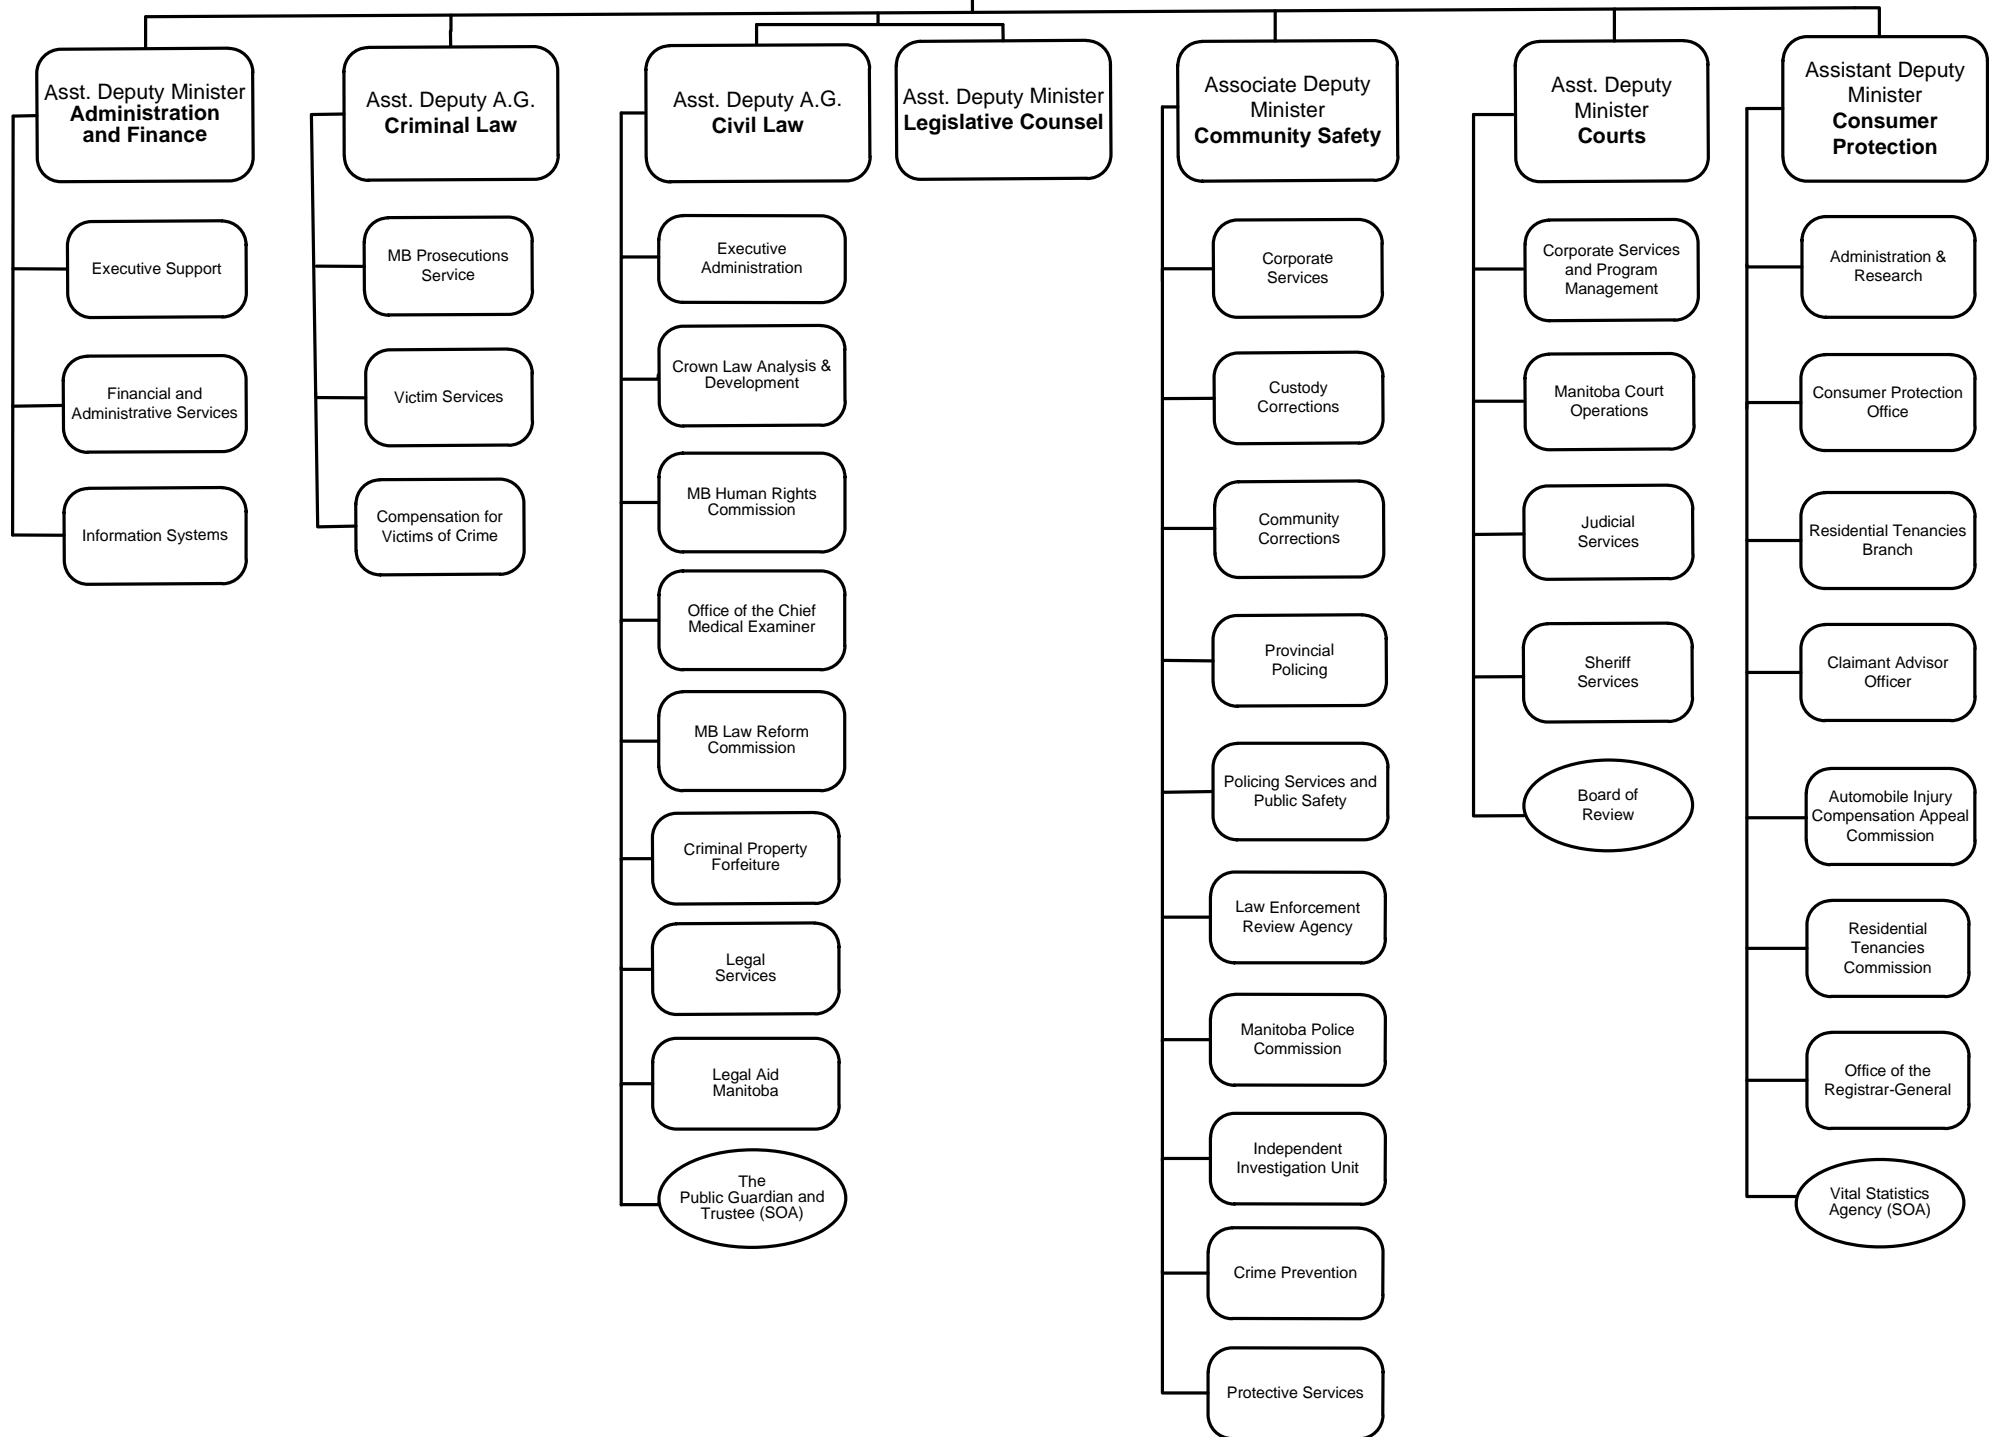 Asst. Deputy Minister
Administration
and Finance
Executive Support
Financial and
Administrative Services
Information Systems
Asst. Deputy A.G.
Criminal Law
MB Prosecutions
Service
Victim Services
Compensation for
Victims of Crime
Asst. Deputy A.G.
Civil Law
Executive
Administration
Crown Law Analysis &
Development
MB Human Rights
Commission
Office of the Chief
Medical Examiner
MB Law Reform
Commission
Criminal Property
Forfeiture
Legal
Services
Legal Aid
Manitoba
The
Public Guardian and
Trustee (SOA)
Asst. Deputy Minister
Legislative Counsel
Associate Deputy
Minister
Community Safety
Corporate
Services
Custody
Corrections
Community
Corrections
Provincial
Policing
Policing Services and
Public Safety
Law Enforcement
Review Agency
Manitoba Police
Commission
Independent
Investigation Unit
Crime Prevention
Protective Services
Asst. Deputy
Minister
Courts
Corporate Services
and Program
Management
Manitoba Court
Operations
Judicial
Services
Sheriff
Services
Board of
Review
Assistant Deputy
Minister
Consumer
Protection
Administration &
Research
Consumer Protection
Office
Residential Tenancies
Branch
Claimant Advisor
Officer
Automobile Injury
Compensation Appeal
Commission
Residential
Tenancies
Commission
Office of the
Registrar-General
Vital Statistics
Agency (SOA)